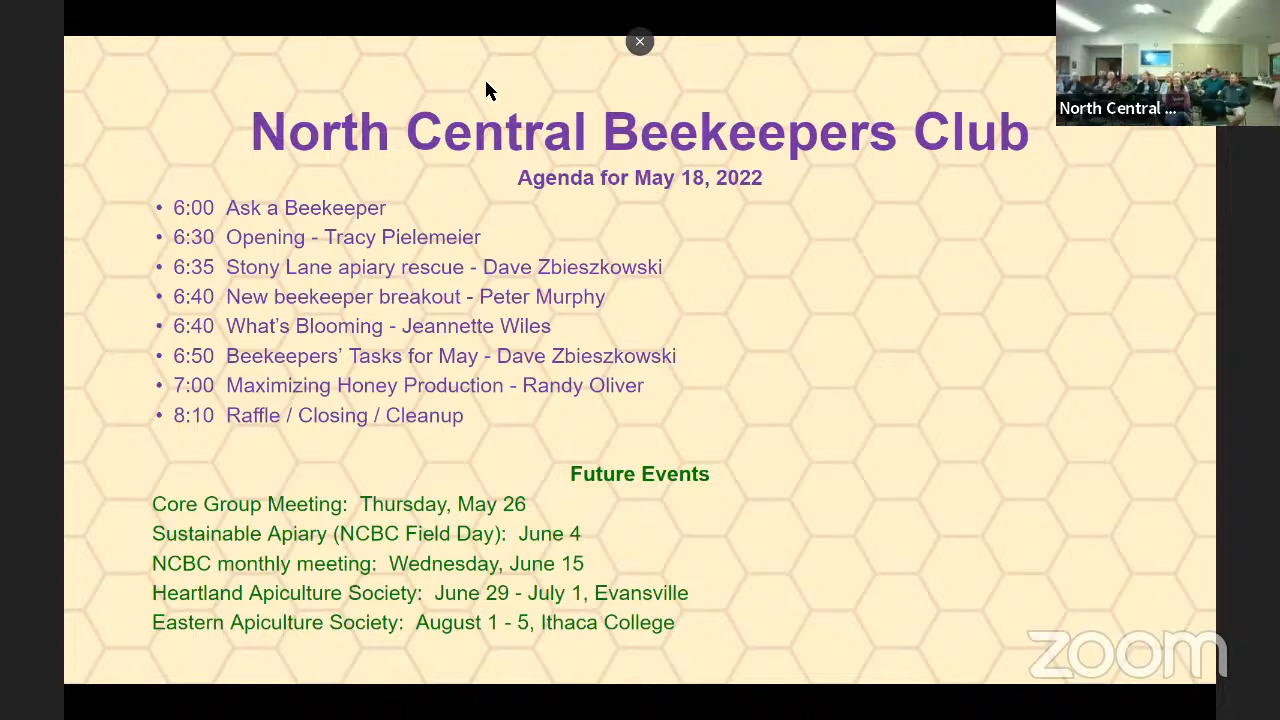 North Central Beekeepers Club
Agenda for May 18, 2022
• 6:00 Ask a Beekeeper
• 6:30 Opening - Tracy Pielemeier
• 6:35 Stony Lane apiary rescue - Dave Zbieszkowski
• 6:40 New beekeeper breakout - Peter Murphy
• 6:40 What's Blooming - Jeannette Wiles
• 6:50 Beekeepers' Tasks for May - Dave Zbieszkowski
• 7:00 Maximizing Honey Production - Randy Oliver
• 8:10 Raffle / Closing / Cleanup
Future Events
Core Group Meeting: Thursday, May 26
Sustainable Apiary (NCBC Field Day): June 4
NCBC monthly meeting: Wednesday, June 15
Heartland Apiculture Society: June 29 - July 1, Evansville
Eastern Apiculture Society: August 1 - 5, Ithaca College
North Central ...
zoom